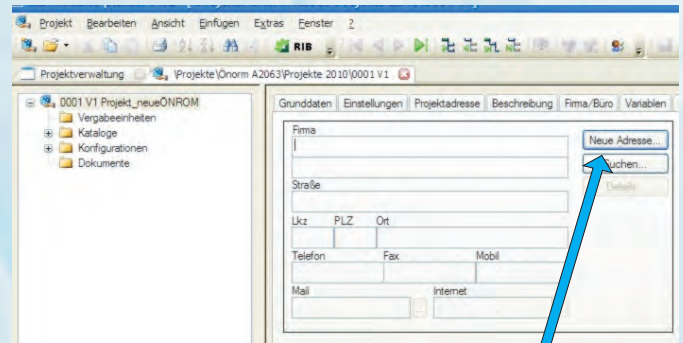 Projekt Bearbeiten Ansicht Einfügen Extras Fenster ?
RIB
Projektverwaltung \Projekte\Önorm A2063\Projekte 2010\0001 V1
0001 V1 Projekt_neueÖNROM
Vergabeeinheiten
Kataloge
Konfigurationen
Dokumente
Grunddaten Einstellungen Projektadresse Beschreibung Firma/Büro Variablen
Firma
Neue Adresse...
Suchen...
Straße
Details
Lkz PLZ Ort
Telefon Fax Mobil
Mail Internet